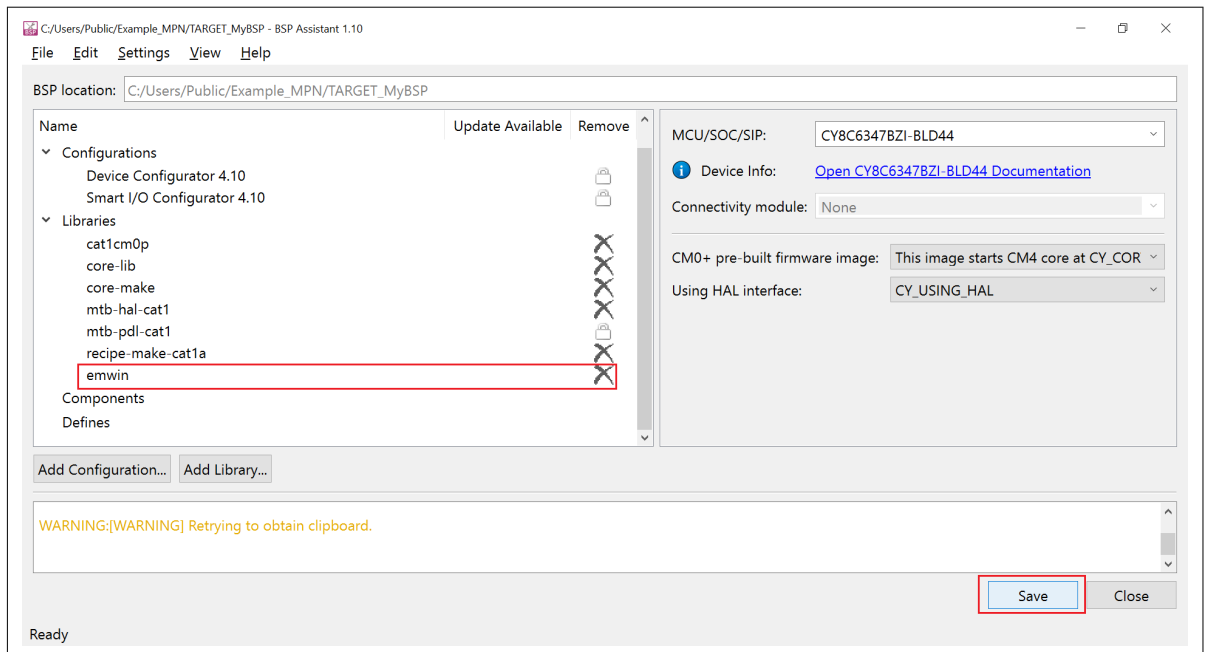 C:/Users/Public/Example_MPN/TARGET_MyBSP - BSP Assistant 1.10
File Edit Settings View Help
BSP location: C:/Users/Public/Example_MPN/TARGET_MyBSP
Name Update Available Remove
Configurations
Device Configurator 4.10
Smart I/O Configurator 4.10
Libraries
cat1cm0p
core-lib
core-make
mtb-hal-cat1
mtb-pdl-cat1
recipe-make-cat1a
emwin
Components
Defines
MCU/SOC/SIP: CY8C6347BZI-BLD44
Device Info: Open CY8C6347BZI-BLD44 Documentation
Connectivity module: None
CM0+ pre-built firmware image: This image starts CM4 core at CY_COR
Using HAL interface: CY_USING_HAL
Add Configuration... Add Library...
WARNING:[WARNING] Retrying to obtain clipboard.
Save Close
Ready